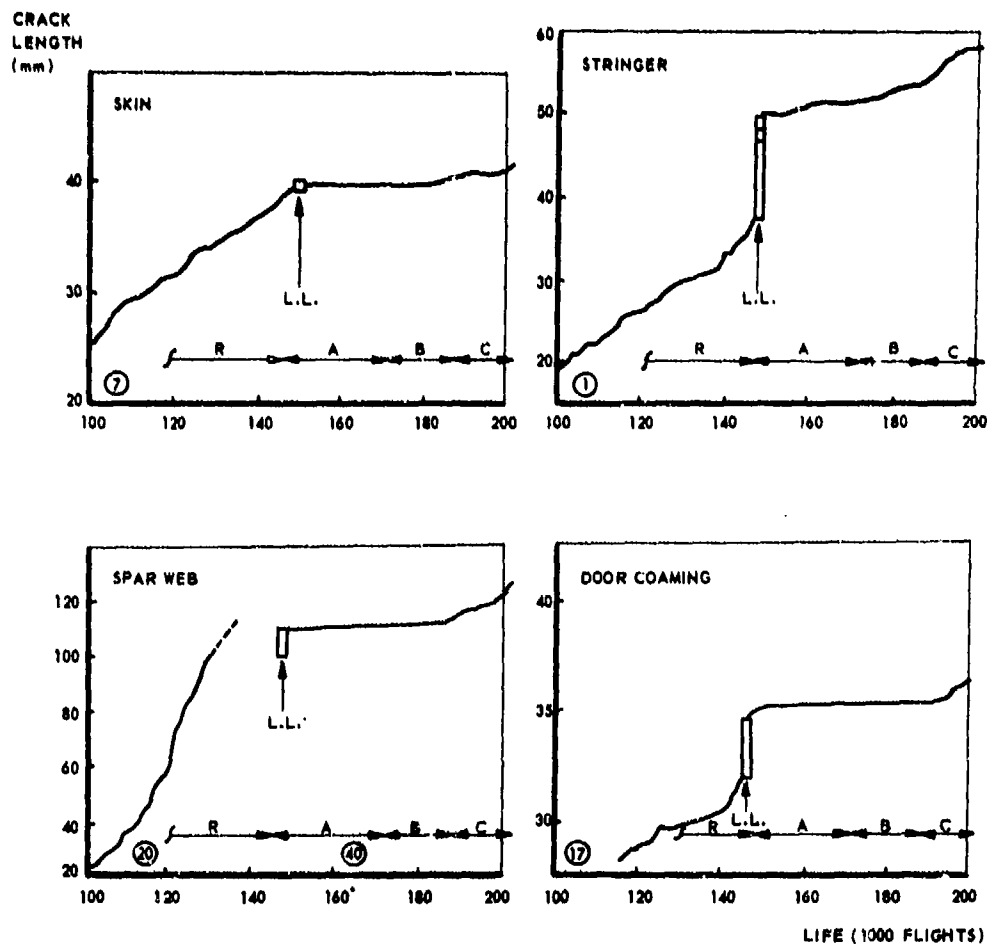 CRACK
LENGTH
(mm)
SKIN
40
30
20
L.L.
R A B C
7
100 120 140 160 180 200
STRINGER
60
50
40
30
20
L.L.
R A B C
1
100 120 140 160 180 200
SPAR WEB
120
100
80
60
40
20
L.L.
R A B C
20 40
100 120 140 160 180 200
DOOR COAMING
40
35
30
L.L.
R A B C
17
100 120 140 160 180 200
LIFE (1000 FLIGHTS)